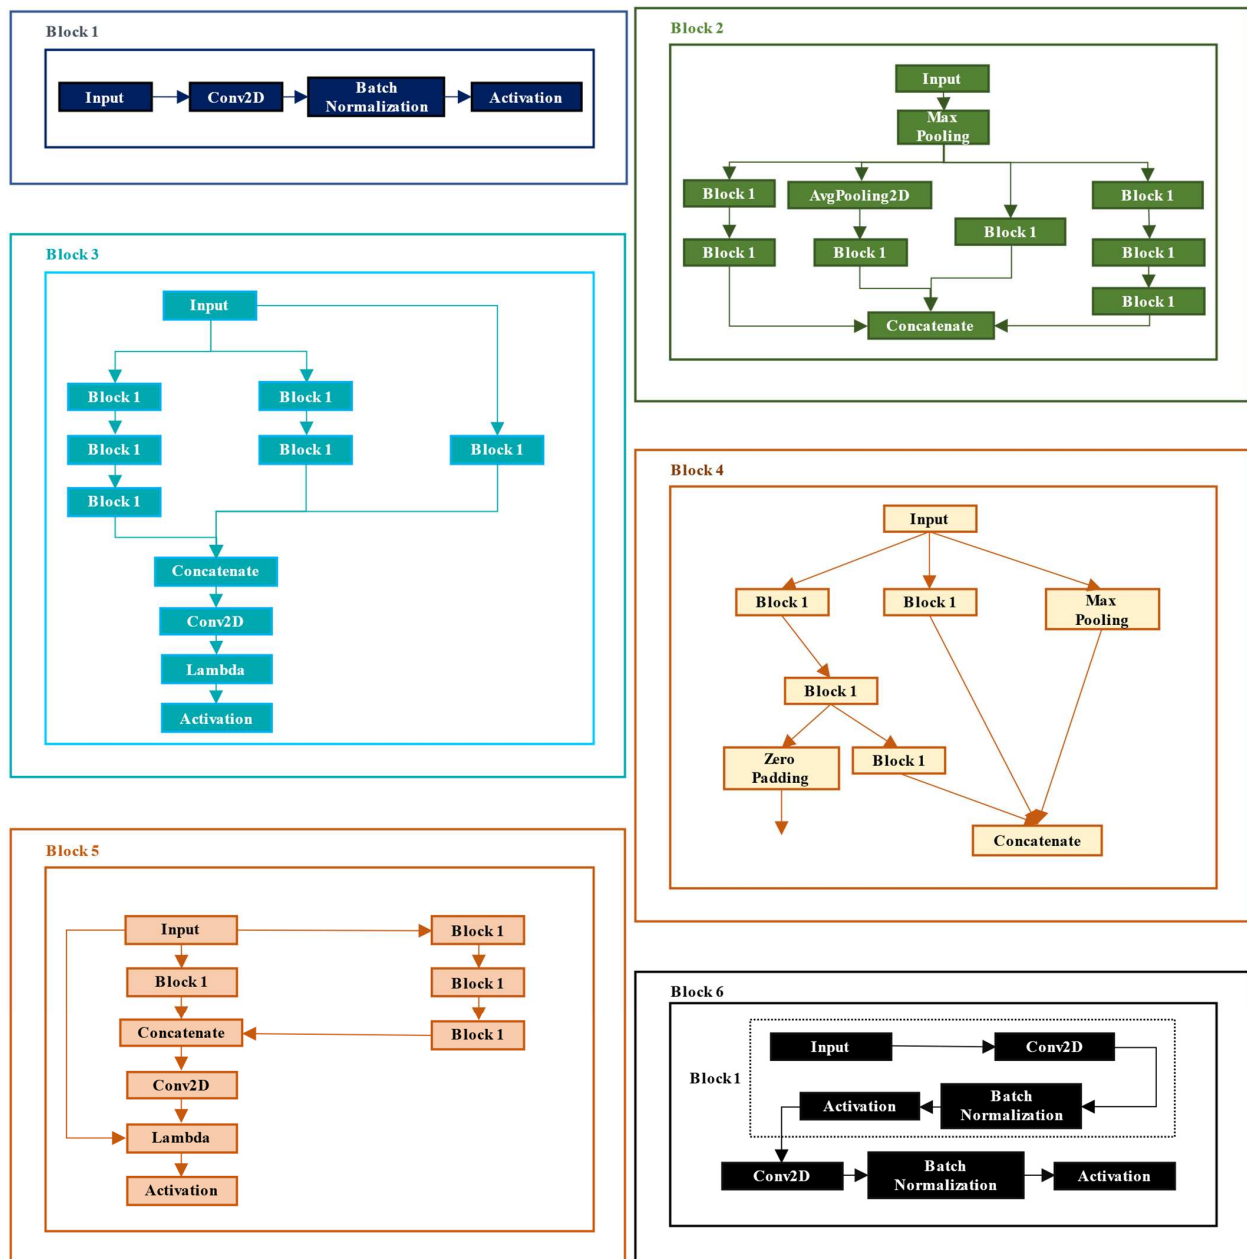 Block 1
Input
Conv2D
Batch
Normalization
Activation
Block 2
Input
Max
Pooling
Block 1
AvgPooling2D
Block 1
Block 1
Block 1
Block 1
Block 1
Block 1
Concatenate
Block 3
Input
Block 1
Block 1
Block 1
Block 1
Block 1
Block 1
Concatenate
Conv2D
Lambda
Activation
Block 4
Input
Block 1
Block 1
Max
Pooling
Block 1
Zero
Padding
Block 1
Concatenate
Block 5
Input
Block 1
Block 1
Block 1
Concatenate
Block 1
Conv2D
Lambda
Activation
Block 6
Input
Conv2D
Block 1
Activation
Batch
Normalization
Conv2D
Batch
Normalization
Activation